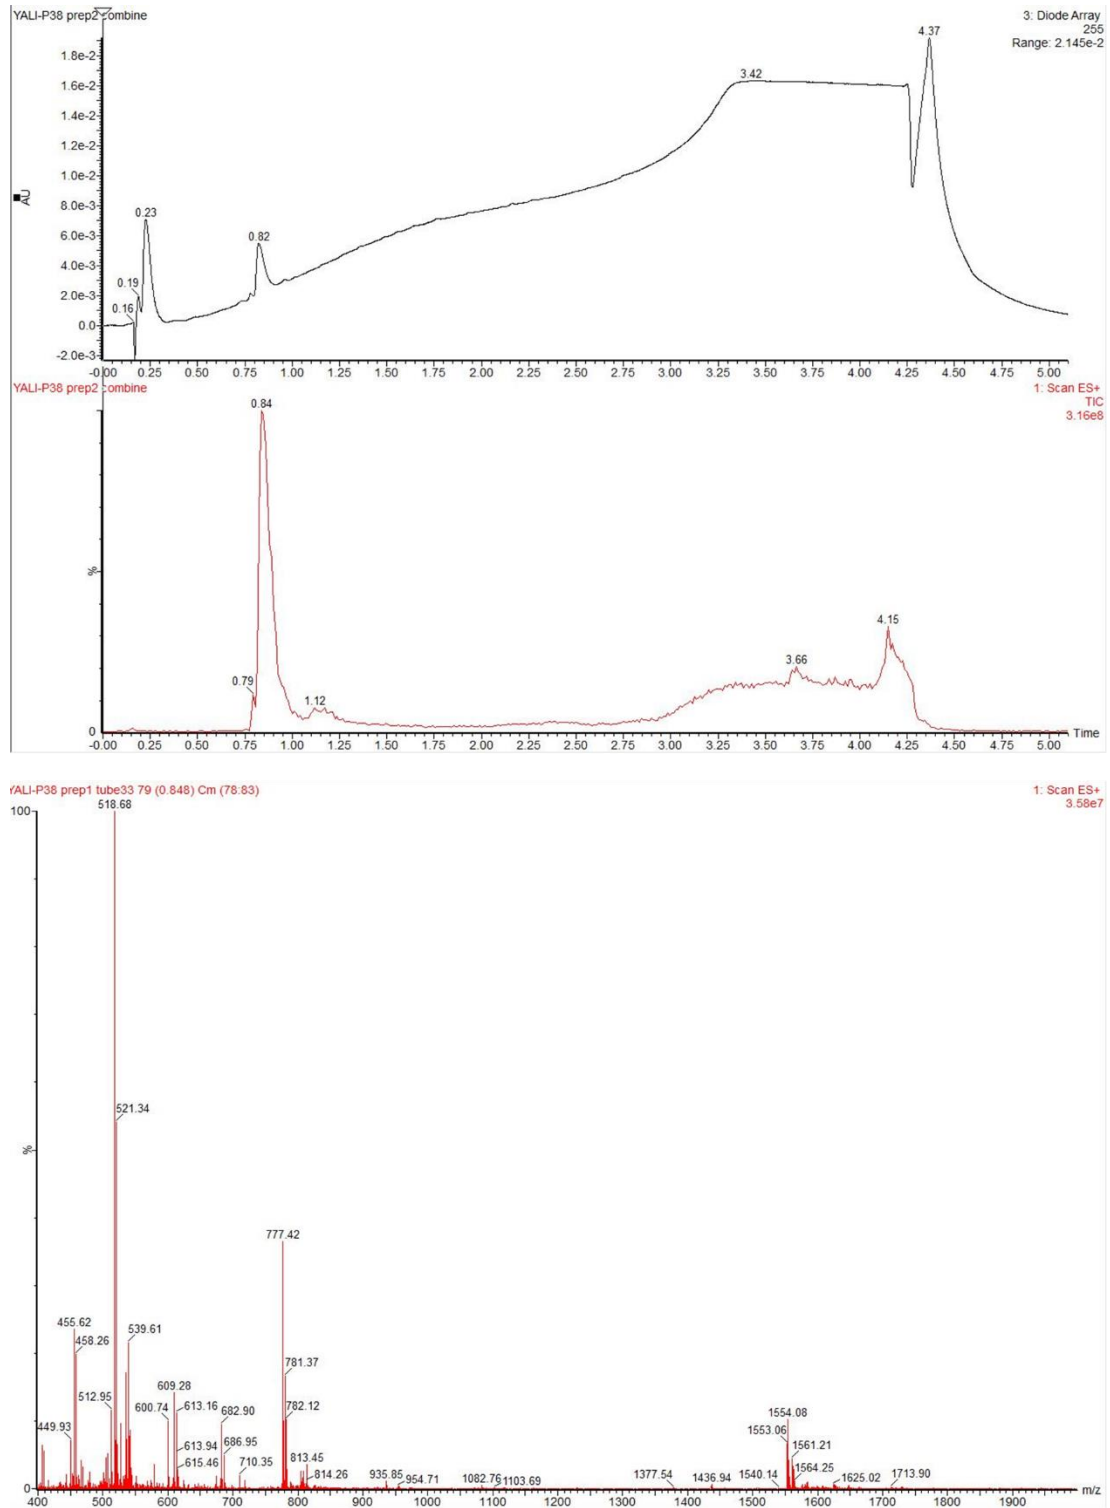 YALI-P38 prep2 combine
3: Diode Array
255
Range: 2.145e-2
AU
1.8e-2
1.6e-2
1.4e-2
1.2e-2
1.0e-2
8.0e-3
6.0e-3
4.0e-3
2.0e-3
0.0
-2.0e-3
0.16
0.19
0.23
0.82
3.42
4.37
-0.00 0.25 0.50 0.75 1.00 1.25 1.50 1.75 2.00 2.25 2.50 2.75 3.00 3.25 3.50 3.75 4.00 4.25 4.50 4.75 5.00
YALI-P38 prep2 combine
1: Scan ES+
TIC
3.16e8
%
0
0.79
0.84
1.12
3.66
4.15
-0.00 0.25 0.50 0.75 1.00 1.25 1.50 1.75 2.00 2.25 2.50 2.75 3.00 3.25 3.50 3.75 4.00 4.25 4.50 4.75 5.00 Time
YALI-P38 prep1 tube33 79 (0.848) Cm (78:83)
1: Scan ES+
3.58e7
100
%
0
518.68
521.34
777.42
455.62
458.26
539.61
781.37
512.95
609.28
600.74
613.16
682.90
782.12
449.93
613.94
615.46
686.95
710.35
813.45
814.26
935.85
954.71
1082.76
1103.69
1377.54
1436.94
1540.14
1553.06
1554.08
1561.21
1564.25
1625.02
1713.90
400 500 600 700 800 900 1000 1100 1200 1300 1400 1500 1600 1700 1800 1900 m/z